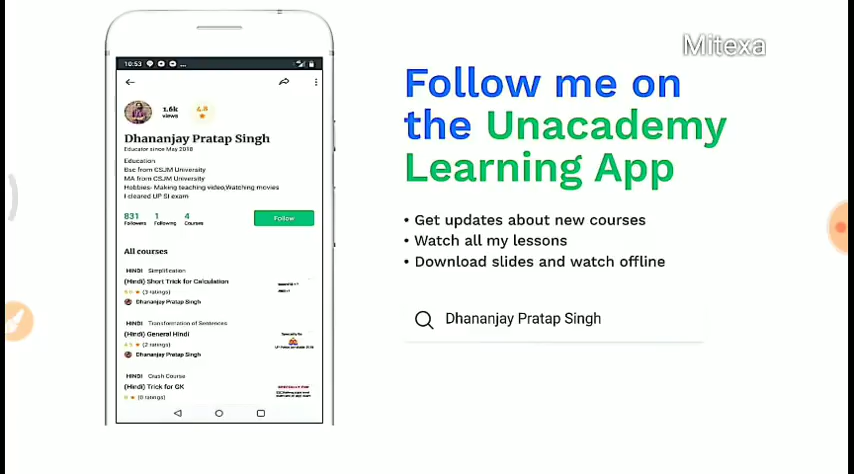 Mitexa
10:53
1.6k
views
4.8
Dhananjay Pratap Singh
Educator since May 2018
Education
Bsc from CSJM University
MA from CSJM University
Hobbies- Making teaching video,Watching movies
I cleared UP SI exam
831 1 4
Followers Following Courses
Follow
All courses
HINDI Simplification
(Hindi) Short Trick for Calculation
(3 ratings)
Dhananjay Pratap Singh
HINDI Transformation of Sentences
(Hindi) General Hindi
4.5 (2 ratings)
Dhananjay Pratap Singh
HINDI Crash Course
(Hindi) Trick for GK
(8 ratings)
Follow me on
the Unacademy
Learning App
• Get updates about new courses
• Watch all my lessons
• Download slides and watch offline
Dhananjay Pratap Singh